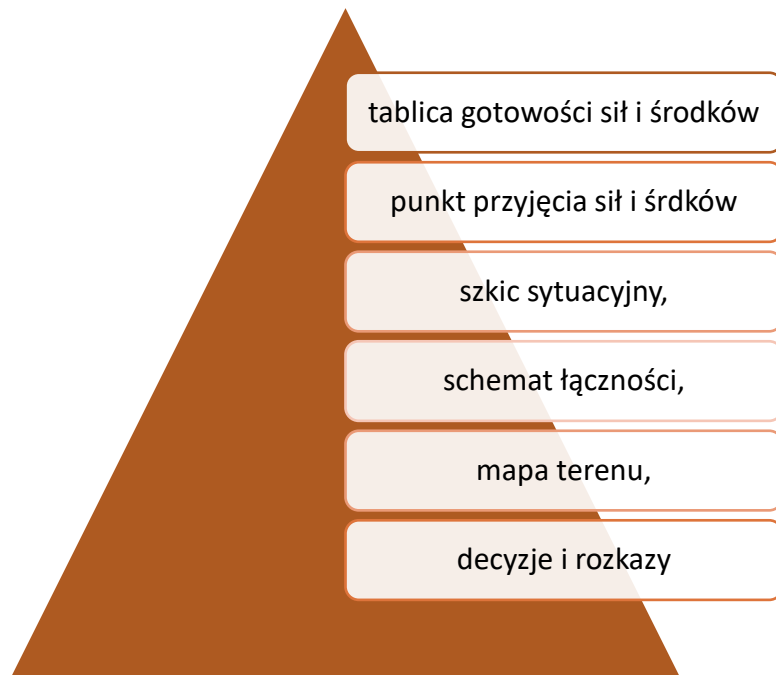 tablica gotowości sił i środków
punkt przyjęcia sił i śrdków
szkic sytuacyjny,
schemat łączności,
mapa terenu,
decyzje i rozkazy